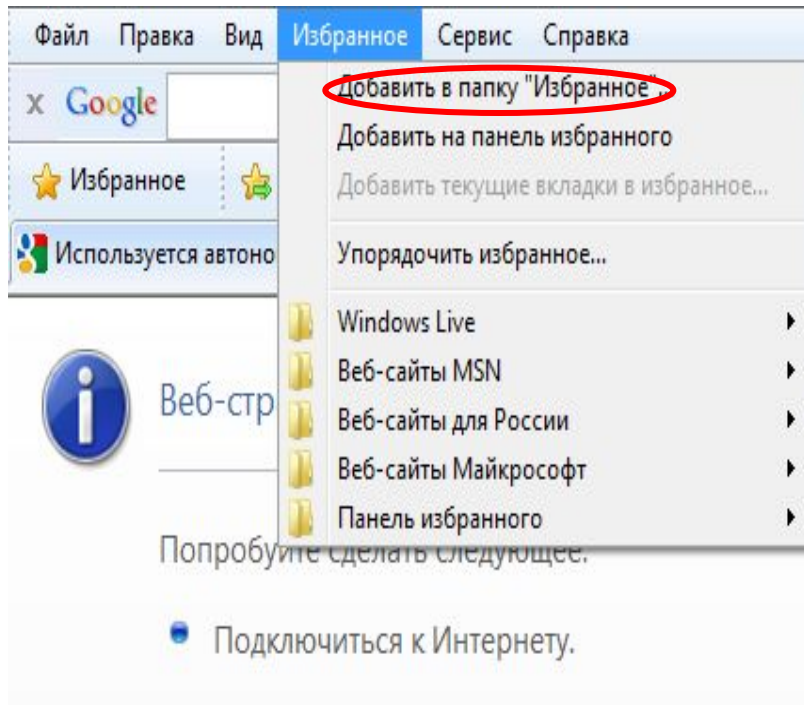 Файл Правка Вид Избранное Сервис Справка
x Google
Добавить в папку "Избранное"...
Добавить на панель избранного
Избранное
Добавить текущие вкладки в избранное...
Используется автоно
Упорядочить избранное...
Windows Live
Веб-сайты MSN
Веб-стр
Веб-сайты для России
Веб-сайты Майкрософт
Панель избранного
Попробуйте сделать следующее:
Подключиться к Интернету.